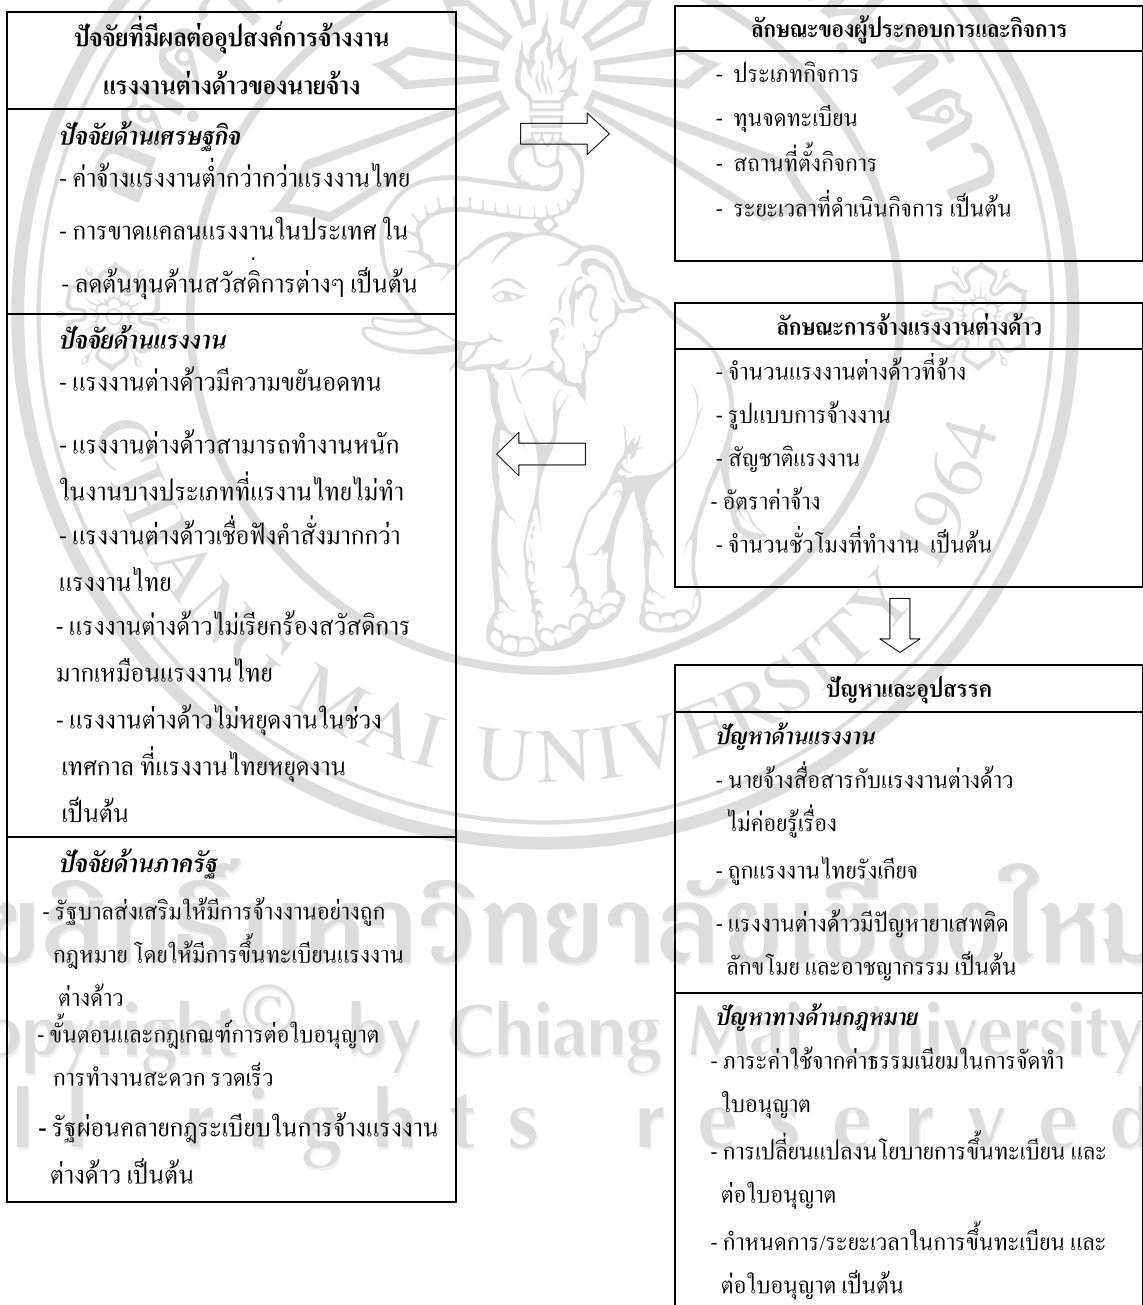 ปัจจัยที่มีผลต่ออุปสงค์การจ้างงาน
แรงงานต่างด้าวของนายจ้าง
ปัจจัยด้านเศรษฐกิจ
- ค่าจ้างแรงงานต่ำกว่ากว่าแรงงานไทย
- การขาดแคลนแรงงานในประเทศ ใน
- ลดต้นทุนด้านสวัสดิการต่างๆ เป็นต้น
ปัจจัยด้านแรงงาน
- แรงงานต่างด้าวมีความขยันอดทน
- แรงงานต่างด้าวสามารถทำงานหนัก
ในงานบางประเภทที่แรงานไทยไม่ทำ
- แรงงานต่างด้าวเชื่อฟังคำสั่งมากกว่า
แรงงานไทย
- แรงงานต่างด้าวไม่เรียกร้องสวัสดิการ
มากเหมือนแรงงานไทย
- แรงงานต่างด้าวไม่หยุดงานในช่วง
เทศกาล ที่แรงงานไทยหยุดงาน
เป็นต้น
ปัจจัยด้านภาครัฐ
- รัฐบาลส่งเสริมให้มีการจ้างงานอย่างถูก
กฎหมาย โดยให้มีการขึ้นทะเบียนแรงงาน
ต่างด้าว
- ขั้นตอนและกฎเกณฑ์การต่อใบอนุญาต
การทำงานสะดวก รวดเร็ว
- รัฐผ่อนคลายกฎระเบียบในการจ้างแรงงาน
ต่างด้าว เป็นต้น
ลักษณะของผู้ประกอบการและกิจการ
- ประเภทกิจการ
- ทุนจดทะเบียน
- สถานที่ตั้งกิจการ
- ระยะเวลาที่ดำเนินกิจการ เป็นต้น
ลักษณะการจ้างแรงงานต่างด้าว
- จำนวนแรงงานต่างด้าวที่จ้าง
- รูปแบบการจ้างงาน
- สัญชาติแรงงาน
- อัตราค่าจ้าง
- จำนวนชั่วโมงที่ทำงาน เป็นต้น
ปัญหาและอุปสรรค
ปัญหาด้านแรงงาน
- นายจ้างสื่อสารกับแรงงานต่างด้าว
ไม่ค่อยรู้เรื่อง
- ถูกแรงงานไทยรังเกียจ
- แรงงานต่างด้าวมีปัญหายาเสพติด
ลักขโมย และอาชญากรรม เป็นต้น
ปัญหาทางด้านกฎหมาย
- ภาระค่าใช้จากค่าธรรมเนียมในการจัดทำ
ใบอนุญาต
- การเปลี่ยนแปลงนโยบายการขึ้นทะเบียน และ
ต่อใบอนุญาต
- กำหนดการ/ระยะเวลาในการขึ้นทะเบียน และ
ต่อใบอนุญาต เป็นต้น
CHIANG MAI UNIVERSITY 1964
opyright © by Chiang Mai University
ll rights reserved